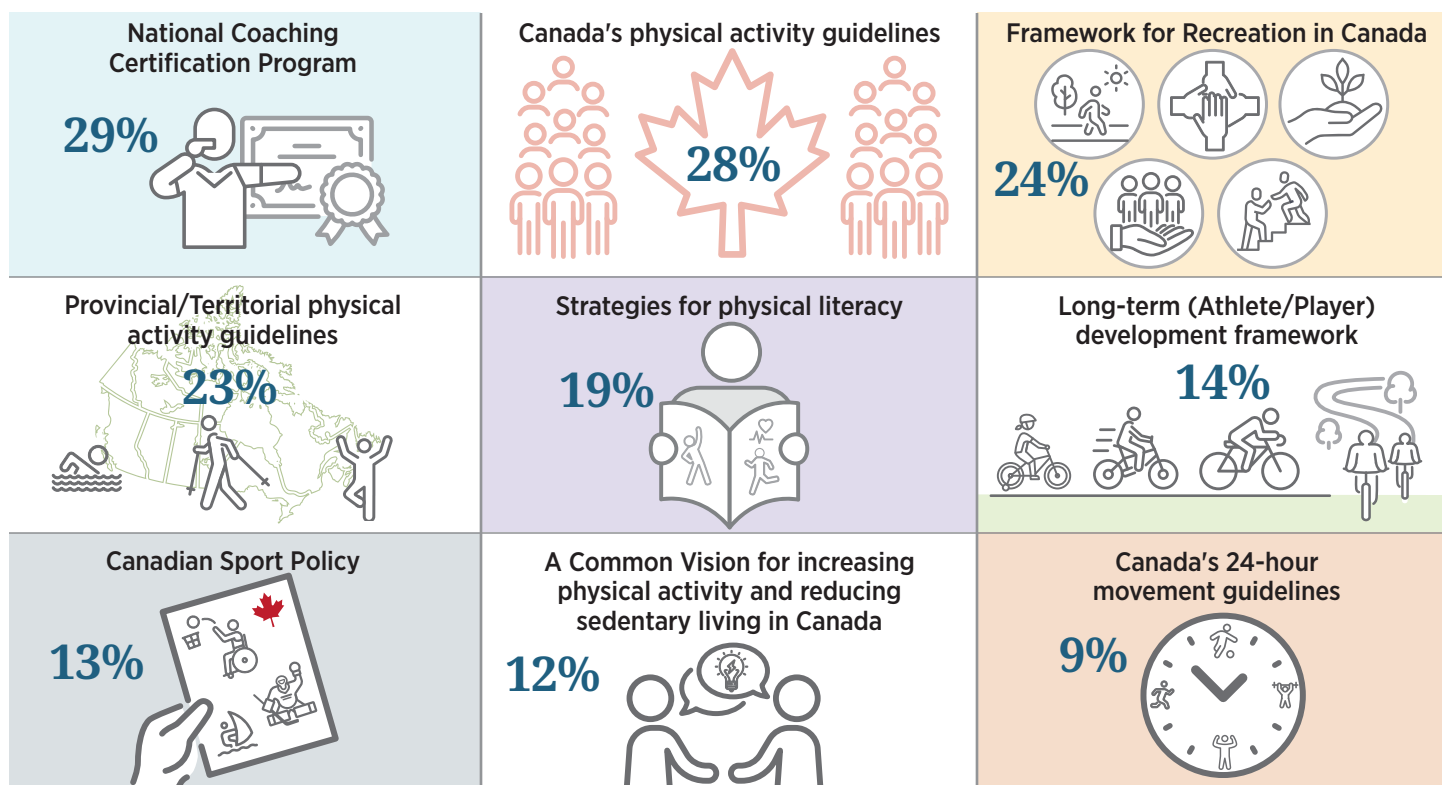 National Coaching
Certification Program
29%
Canada's physical activity guidelines
28%
Framework for Recreation in Canada
24%
Provincial/Territorial physical
activity guidelines
23%
Strategies for physical literacy
19%
Long-term (Athlete/Player)
development framework
14%
Canadian Sport Policy
13%
A Common Vision for increasing
physical activity and reducing
sedentary living in Canada
12%
Canada's 24-hour
movement guidelines
9%